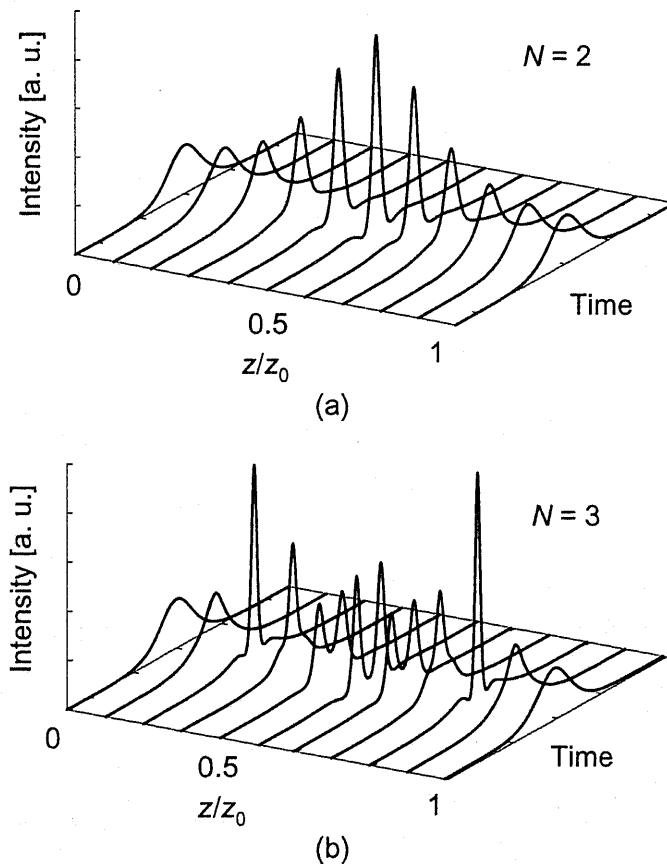 Intensity [a. u.]
N = 2
0
0.5
1
Time
z/z₀
(a)
Intensity [a. u.]
N = 3
0
0.5
1
Time
z/z₀
(b)